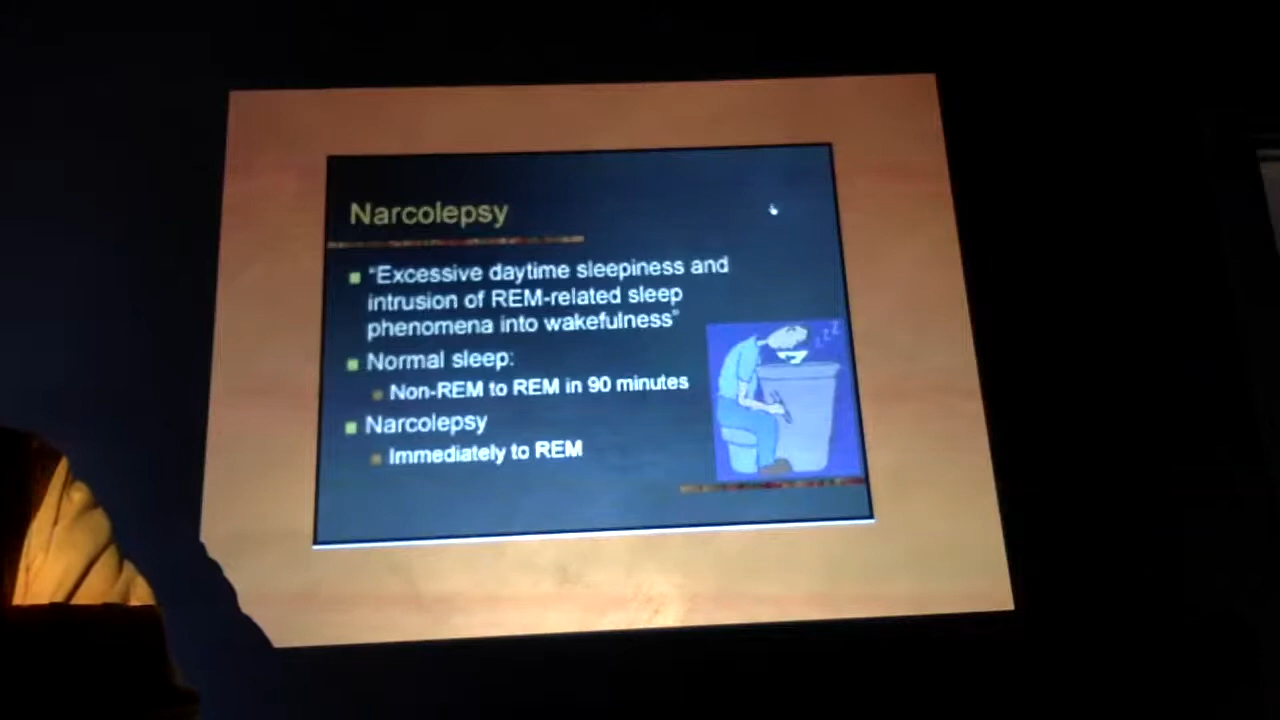 Narcolepsy
"Excessive daytime sleepiness and
intrusion of REM-related sleep
phenomena into wakefulness"
Normal sleep:
Non-REM to REM in 90 minutes
Narcolepsy
Immediately to REM
z z Z